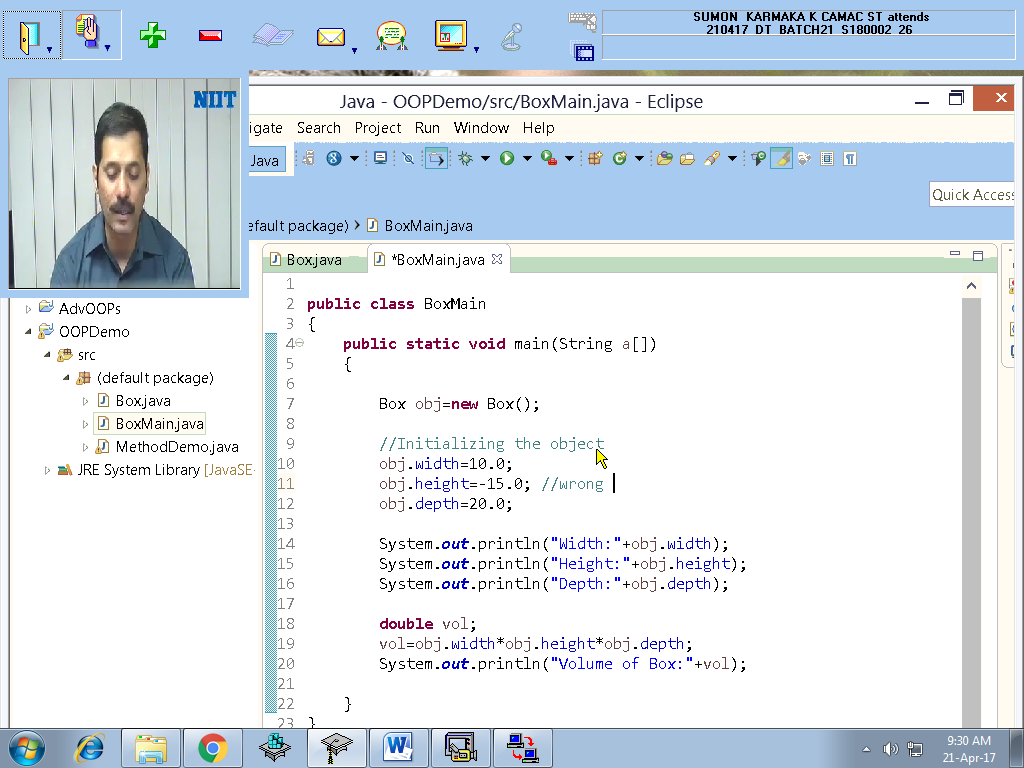 SUMON KARMAKA K CAMAC ST attends
210417_DT_BATCH21_S180002_26
NIIT
Java - OOPDemo/src/BoxMain.java - Eclipse
igate Search Project Run Window Help
Java
Quick Access
efault package) BoxMain.java
Box.java *BoxMain.java
AdvOOPs
OOPDemo
src
(default package)
Box.java
BoxMain.java
MethodDemo.java
JRE System Library [JavaSE-
1
2 public class BoxMain
3 {
4 public static void main(String a[])
5 {
6
7 Box obj=new Box();
8
9 //Initializing the object
10 obj.width=10.0;
11 obj.height=-15.0; //wrong
12 obj.depth=20.0;
13
14 System.out.println("Width:"+obj.width);
15 System.out.println("Height:"+obj.height);
16 System.out.println("Depth:"+obj.depth);
17
18 double vol;
19 vol=obj.width*obj.height*obj.depth;
20 System.out.println("Volume of Box:"+vol);
21
22 }
23 }
9:30 AM
21-Apr-17